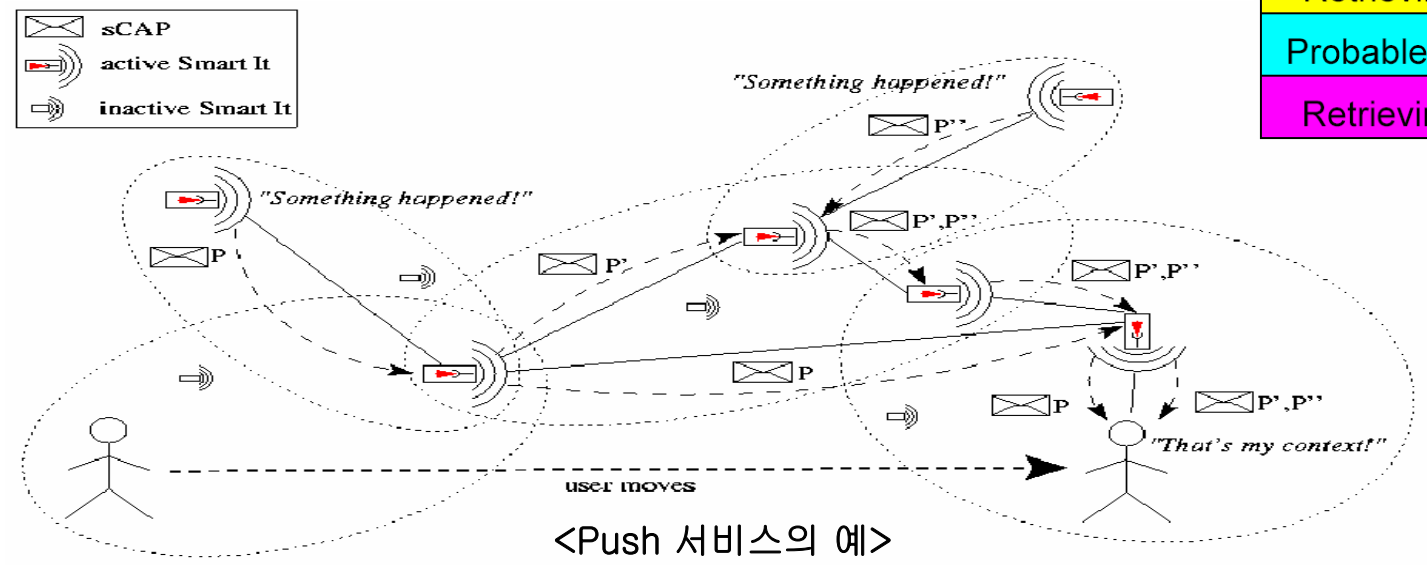 sCAP
active Smart It
inactive Smart It
Probable
"Something happened!"
P''
"Something happened!"
P
P'
P',P''
P',P''
P
P
P',P''
"That's my context!"
user moves
<Push 서비스의 예>